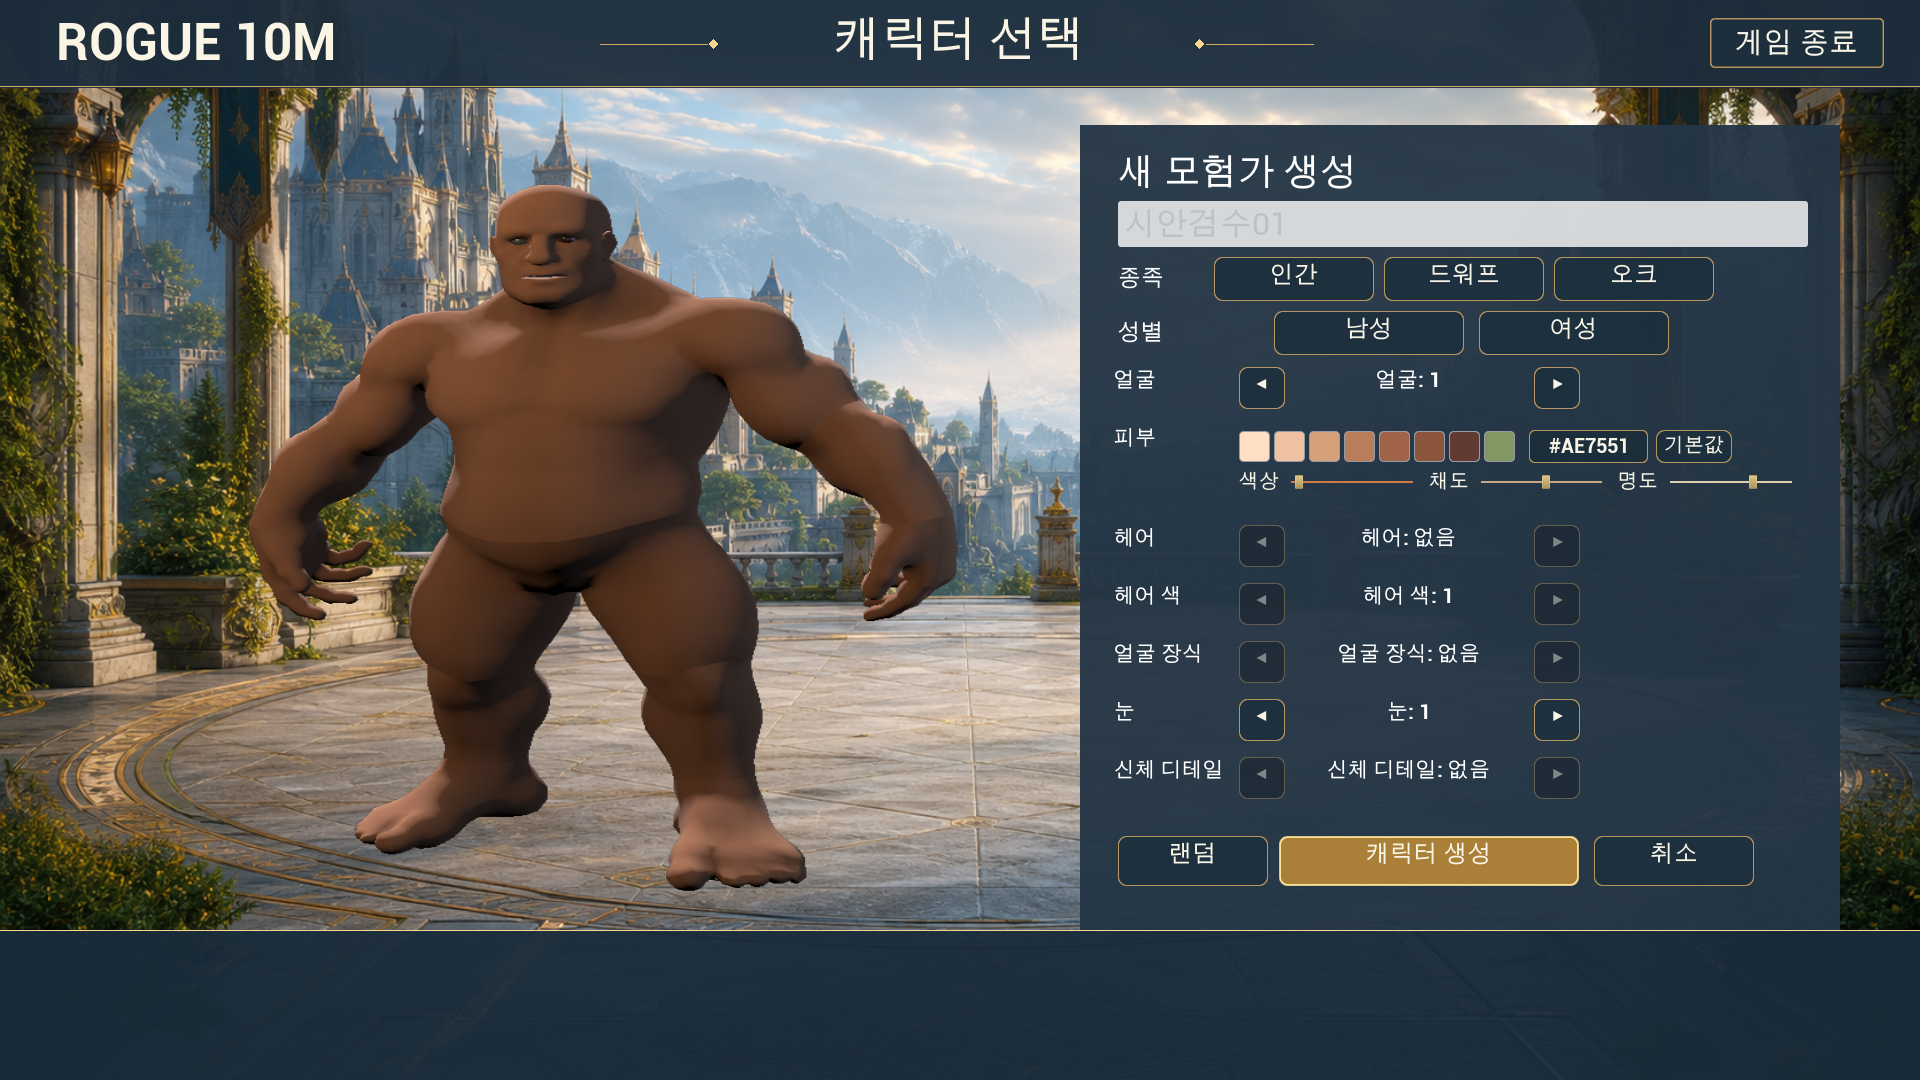 ROGUE 10M
캐릭터 선택
게임 종료
새 모험가 생성
시안검수01
종족 인간 드워프 오크
성별 남성 여성
얼굴 ◄ 얼굴: 1 ►
피부 #AE7551 기본값
색상 채도 명도
헤어 ◄ 헤어: 없음 ►
헤어 색 ◄ 헤어 색: 1 ►
얼굴 장식 ◄ 얼굴 장식: 없음 ►
눈 ◄ 눈: 1 ►
신체 디테일 ◄ 신체 디테일: 없음 ►
랜덤 캐릭터 생성 취소